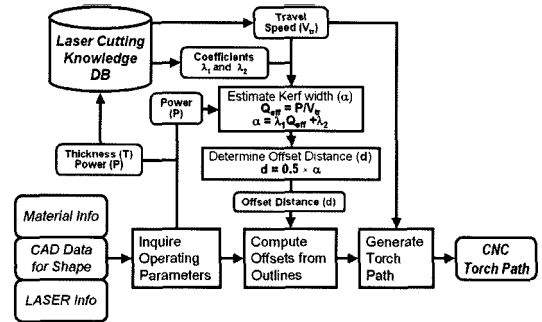 Laser Cutting
Knowledge
DB
Travel
Speed (Vtr)
Coefficients
λ1 and λ2
Power
(P)
Estimate Kerf width (α)
Qeff = P/Vtr
α = λ1Qeff +λ2
Thickness (T)
Power (P)
Determine Offset Distance (d)
d = 0.5 × α
Offset Distance (d)
Material Info
CAD Data
for Shape
LASER Info
Inquire
Operating
Parameters
Compute
Offsets from
Outlines
Generate
Torch
Path
CNC
Torch Path